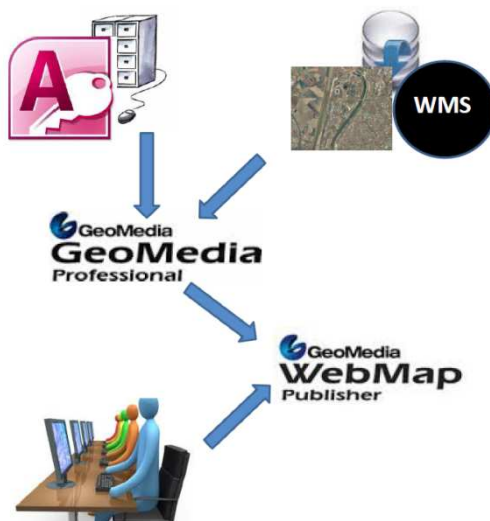 A
WMS
GeoMedia
GeoMedia
Professional
GeoMedia
WebMap
Publisher